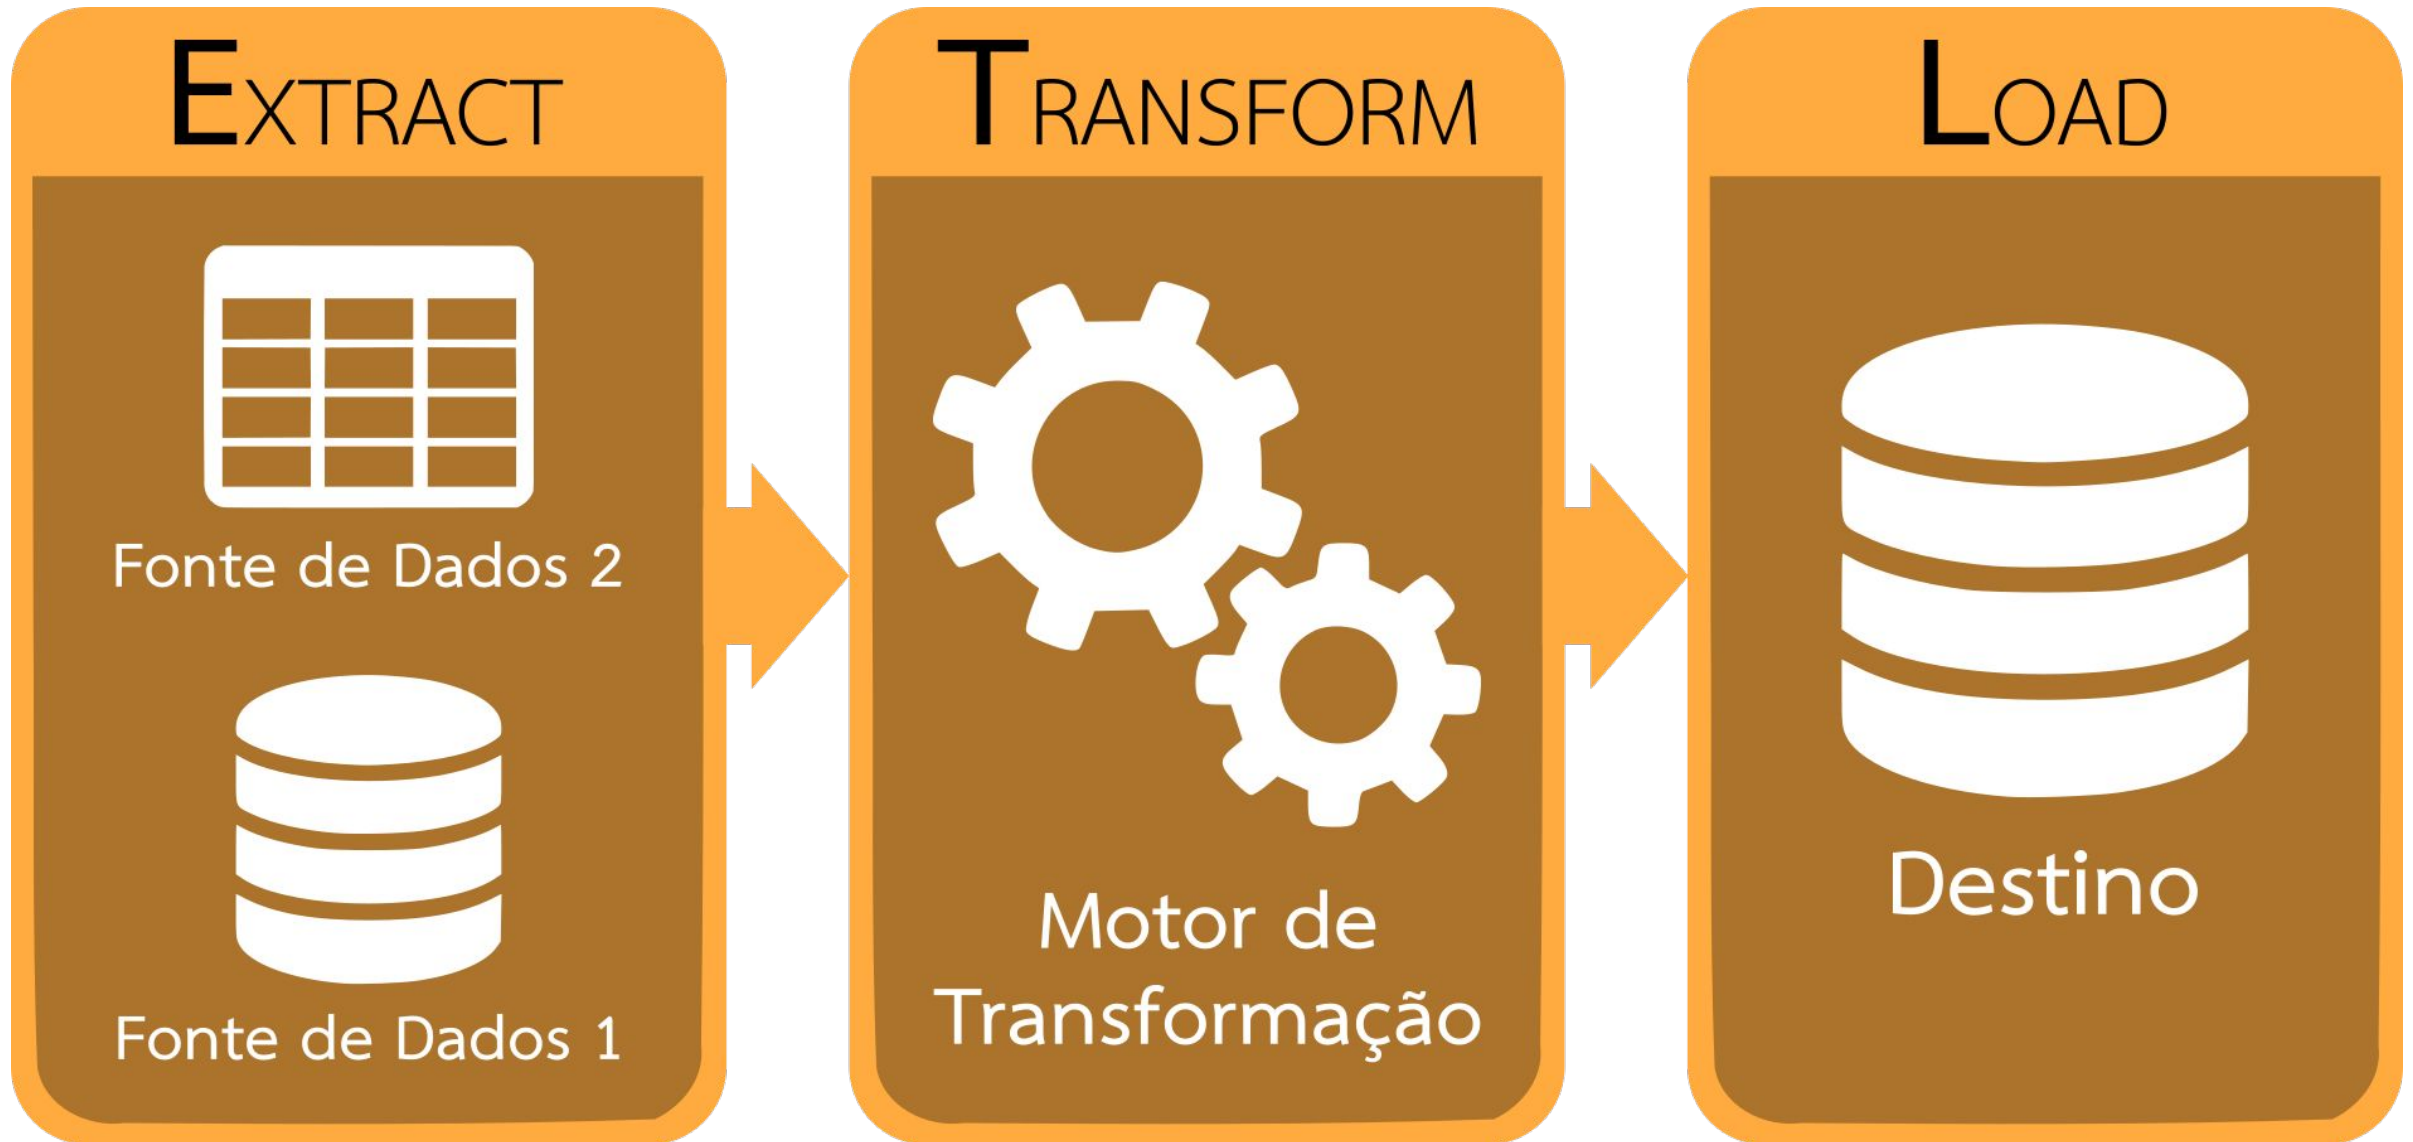 EXTRACT
Fonte de Dados 2
Fonte de Dados 1
TRANSFORM
Motor de
Transformação
LOAD
Destino